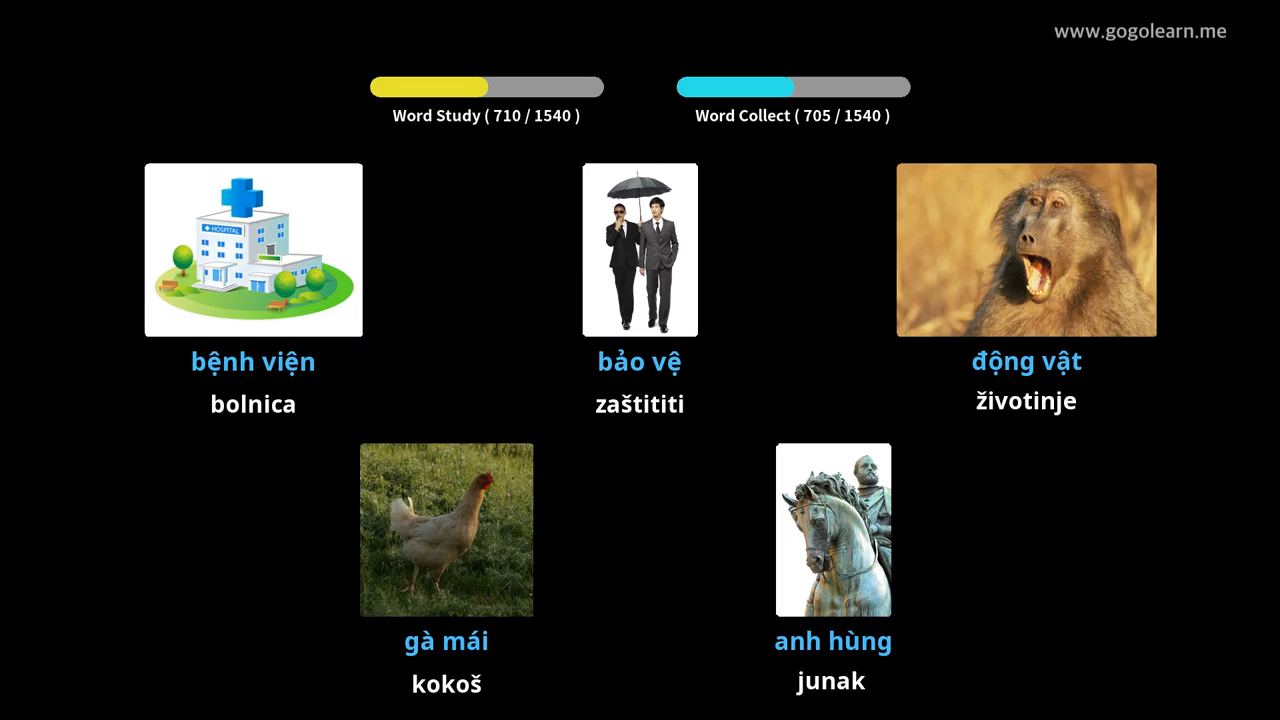 www.gogolearn.me
Word Study ( 710 / 1540 )
Word Collect ( 705 / 1540 )
HOSPITAL
bệnh viện
bảo vệ
động vật
bolnica
zaštititi
životinje
gà mái
anh hùng
kokoš
junak